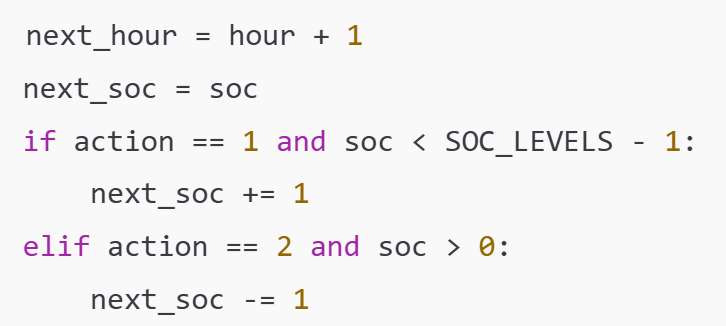 next_hour = hour + 1
next_soc = soc
if action == 1 and soc < SOC_LEVELS - 1:
    next_soc += 1
elif action == 2 and soc > 0:
    next_soc -= 1